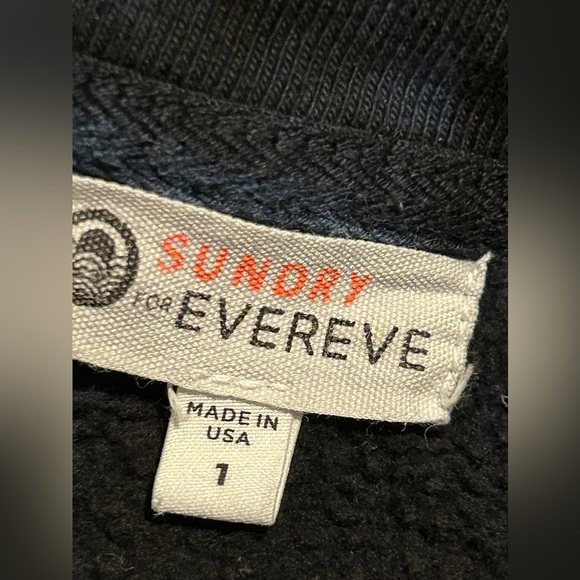 SUNDRY
FOR EVEREVE
MADE IN
USA
1